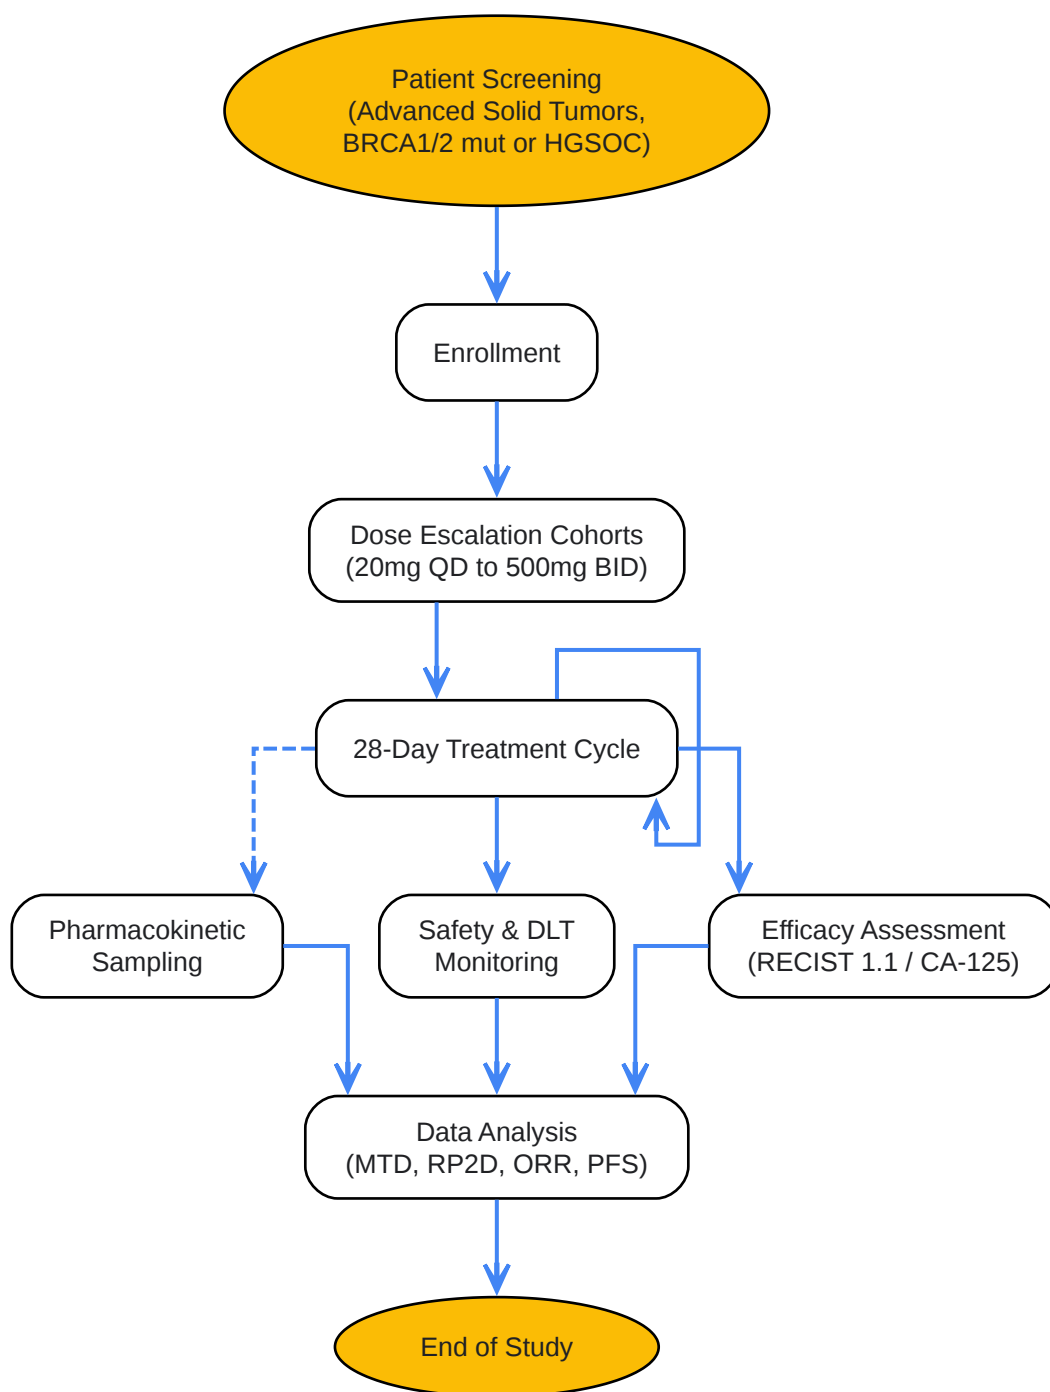 Patient Screening
(Advanced Solid Tumors,
BRCA1/2 mut or HGSOC)
Enrollment
Dose Escalation Cohorts
(20mg QD to 500mg BID)
28-Day Treatment Cycle
Pharmacokinetic
Sampling
Safety & DLT
Monitoring
Efficacy Assessment
(RECIST 1.1 / CA-125)
Data Analysis
(MTD, RP2D, ORR, PFS)
End of Study